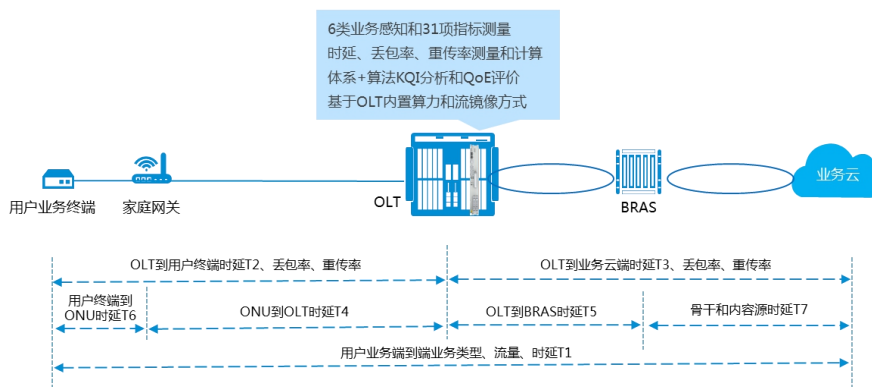 6类业务感知和31项指标测量
时延、丢包率、重传率测量和计算
体系+算法KQI分析和QoE评价
基于OLT内置算力和流镜像方式
用户业务终端
家庭网关
OLT
BRAS
业务云
OLT到用户终端时延T2、丢包率、重传率
OLT到业务云端时延T3、丢包率、重传率
用户终端到
ONU时延T6
ONU到OLT时延T4
OLT到BRAS时延T5
骨干和内容源时延T7
用户业务端到端业务类型、流量、时延T1